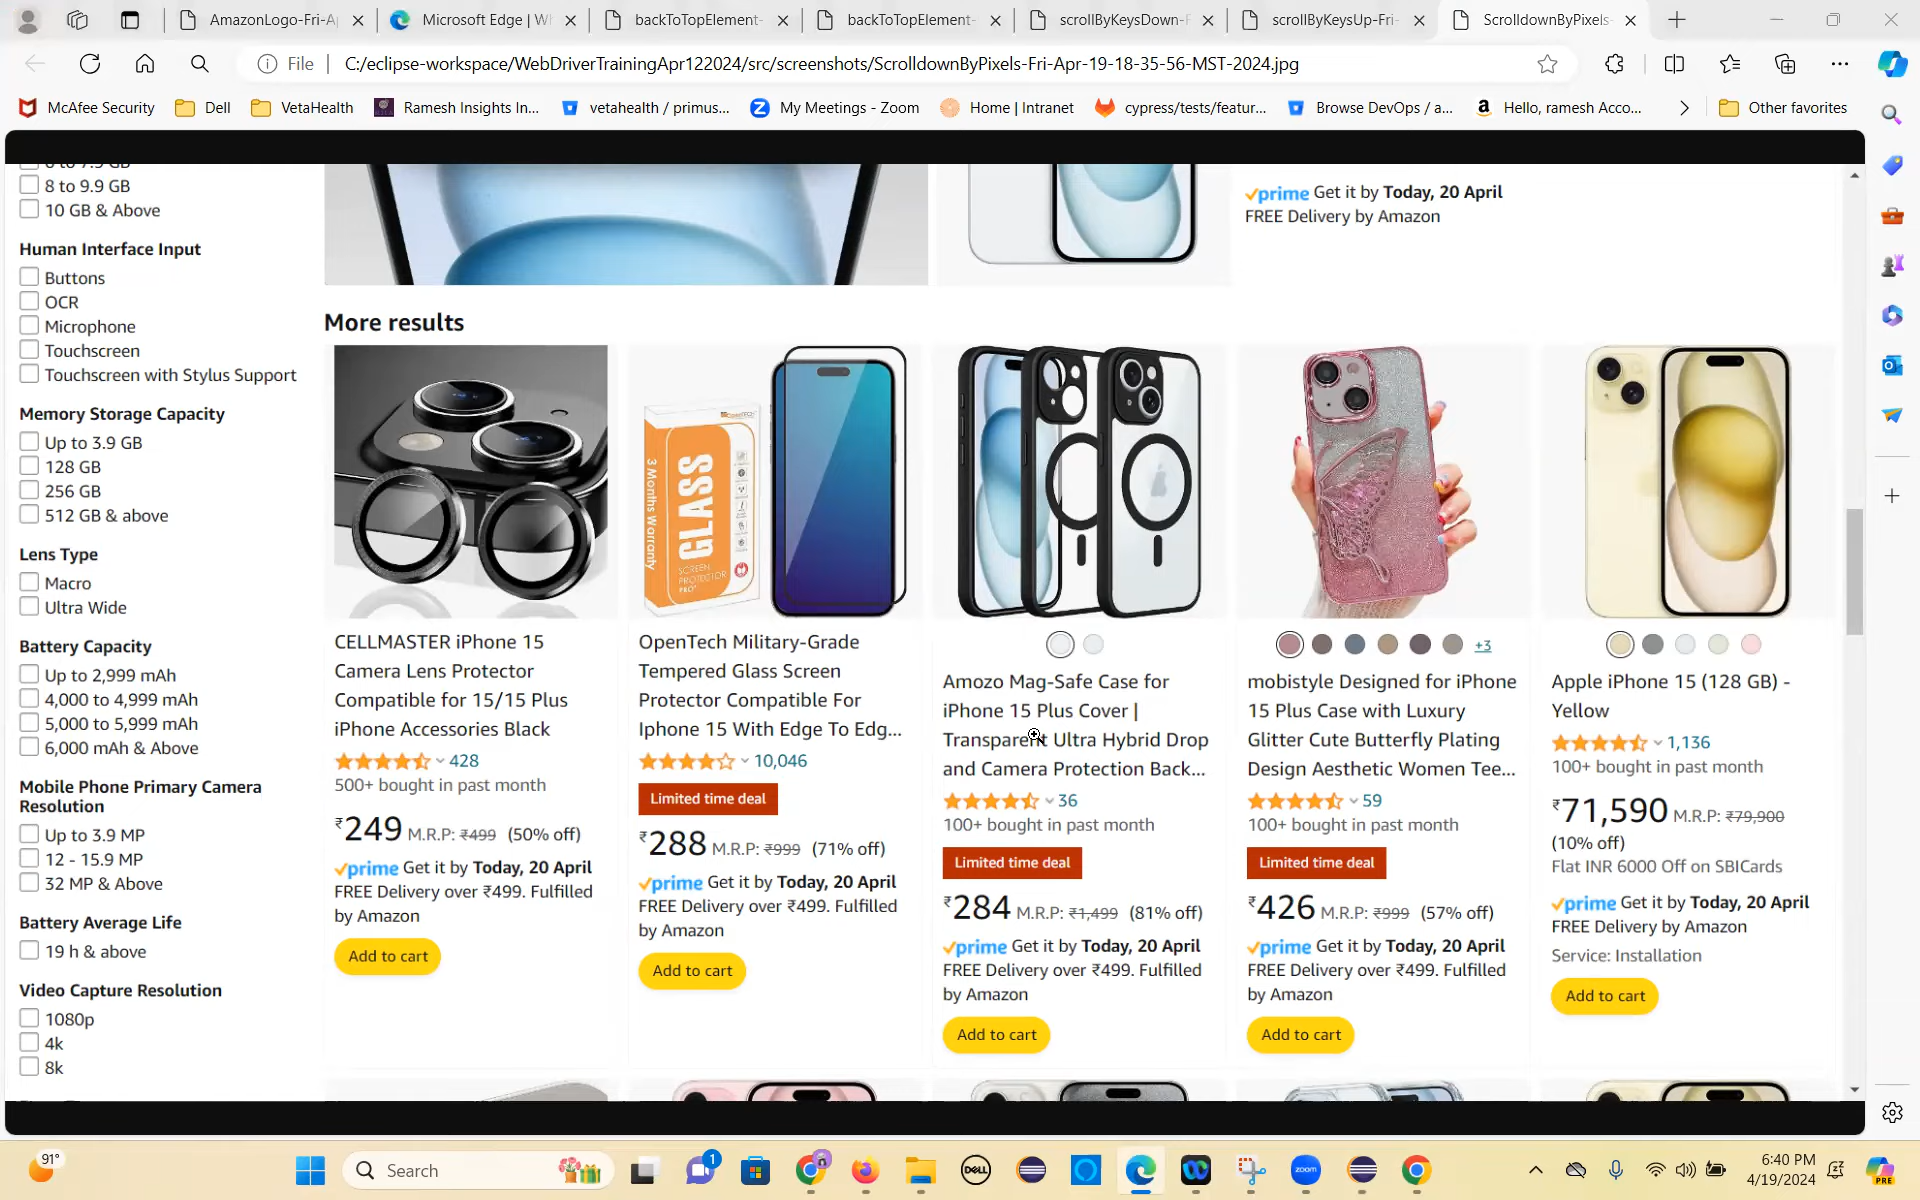 AmazonLogo-Fri-A
Microsoft Edge | W
backToTopElement-
backToTopElement-
scrollByKeysDown-F
scrollByKeysUp-Fri-
ScrolldownByPixels-
File
C:/eclipse-workspace/WebDriverTrainingApr122024/src/screenshots/ScrolldownByPixels-Fri-Apr-19-18-35-56-MST-2024.jpg
McAfee Security
Dell
VetaHealth
Ramesh Insights In...
vetahealth / primus...
My Meetings - Zoom
Home | Intranet
cypress/tests/featur...
Browse DevOps / a...
Hello, ramesh Acco...
Other favorites
8 to 9.9 GB
10 GB & Above
Human Interface Input
Buttons
OCR
Microphone
Touchscreen
Touchscreen with Stylus Support
Memory Storage Capacity
Up to 3.9 GB
128 GB
256 GB
512 GB & above
Lens Type
Macro
Ultra Wide
Battery Capacity
Up to 2,999 mAh
4,000 to 4,999 mAh
5,000 to 5,999 mAh
6,000 mAh & Above
Mobile Phone Primary Camera
Resolution
Up to 3.9 MP
12 - 15.9 MP
32 MP & Above
Battery Average Life
19 h & above
Video Capture Resolution
1080p
4k
8k
prime Get it by Today, 20 April
FREE Delivery by Amazon
More results
3 Months Warranty
GLASS
SCREEN
PROTECTOR
PRO+
CELLMASTER iPhone 15
Camera Lens Protector
Compatible for 15/15 Plus
iPhone Accessories Black
428
500+ bought in past month
₹249 M.R.P: ₹499 (50% off)
prime Get it by Today, 20 April
FREE Delivery over ₹499. Fulfilled
by Amazon
Add to cart
OpenTech Military-Grade
Tempered Glass Screen
Protector Compatible For
Iphone 15 With Edge To Edg...
10,046
Limited time deal
₹288 M.R.P: ₹999 (71% off)
prime Get it by Today, 20 April
FREE Delivery over ₹499. Fulfilled
by Amazon
Add to cart
Amozo Mag-Safe Case for
iPhone 15 Plus Cover |
Transparent Ultra Hybrid Drop
and Camera Protection Back...
36
100+ bought in past month
Limited time deal
₹284 M.R.P: ₹1,499 (81% off)
prime Get it by Today, 20 April
FREE Delivery over ₹499. Fulfilled
by Amazon
Add to cart
+3
mobistyle Designed for iPhone
15 Plus Case with Luxury
Glitter Cute Butterfly Plating
Design Aesthetic Women Tee...
59
100+ bought in past month
Limited time deal
₹426 M.R.P: ₹999 (57% off)
prime Get it by Today, 20 April
FREE Delivery over ₹499. Fulfilled
by Amazon
Add to cart
Apple iPhone 15 (128 GB) -
Yellow
1,136
100+ bought in past month
₹71,590 M.R.P: ₹79,900
(10% off)
Flat INR 6000 Off on SBICards
prime Get it by Today, 20 April
FREE Delivery by Amazon
Service: Installation
Add to cart
91°
Search
1
DELL
zoom
6:40 PM
4/19/2024
PRE